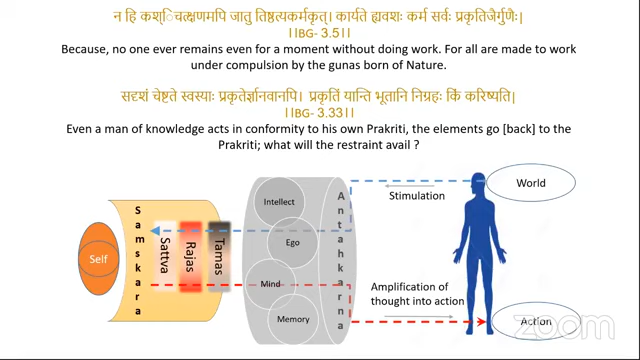 न हि कश्िचत्क्षणमपि जातु तिष्ठत्यकर्मकृत्। कार्यते ह्यवशः कर्म सर्वः प्रकृतिजैर्गुणैः।
||BG- 3.5||
Because, no one ever remains even for a moment without doing work. For all are made to work
under compulsion by the gunas born of Nature.
सदृशं चेष्टते स्वस्याः प्रकृतेर्ज्ञानवानपि। प्रकृतिं यान्ति भूतानि निग्रहः किं करिष्यति|
||BG- 3.33||
Even a man of knowledge acts in conformity to his own Prakriti, the elements go [back] to the
Prakriti; what will the restraint avail ?
Self
Samskara
Sattva
Rajas
Tamas
Intellect
Ego
Mind
Memory
Antahkarna
Stimulation
World
Amplification of
thought into action
Action
zoom